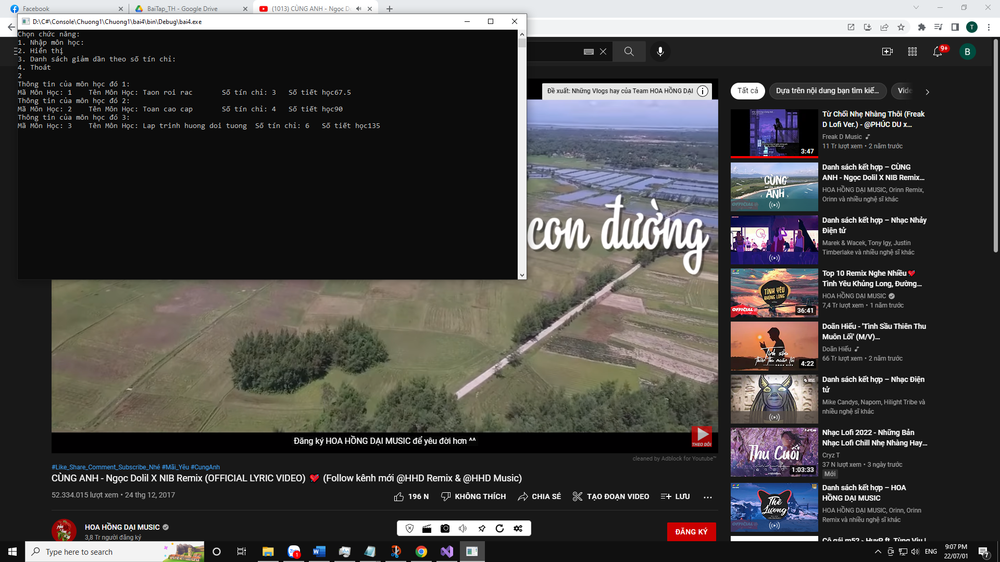 Facebook
BaiTap_TH - Google Drive
(1013) CÙNG ANH - Ngọc D
D:\C#\Console\Chuong1\Chuong1\bai4\bin\Debug\bai4.exe
Chọn chức năng:
1. Nhập môn học:
2. Hiển thị
3. Danh sách giảm dần theo số tín chỉ:
4. Thoát
2
Thông tin của môn học đó 1:
Mã Môn Học: 1    Tên Môn Học: Taon roi rac       Số tín chỉ: 3   Số tiết học67.5
Thông tin của môn học đó 2:
Mã Môn Học: 2    Tên Môn Học: Toan cao cap       Số tín chỉ: 4   Số tiết học90
Thông tin của môn học đó 3:
Mã Môn Học: 3    Tên Môn Học: Lap trinh huong doi tuong  Số tín chỉ: 6   Số tiết học135
T
9+
B
Đề xuất: Những Vlogs hay của Team HOA HỒNG DẠI
con đường
Đăng ký HOA HỒNG DẠI MUSIC để yêu đời hơn ^^
THEO DÕI
cleaned by Adblock for Youtube™
#Like_Share_Comment_Subscribe_Nhé #Mãi_Yêu #CungAnh
CÙNG ANH - Ngọc Dolil X NIB Remix (OFFICIAL LYRIC VIDEO) 💘 (Follow kênh mới @HHD Remix & @HHD Music)
52.334.015 lượt xem • 24 thg 12, 2017
196 N
KHÔNG THÍCH
CHIA SẺ
TẠO ĐOẠN VIDEO
LƯU
HOA HỒNG DẠI MUSIC
3,8 Tr người đăng ký
ĐĂNG KÝ
Tất cả
Dựa trên nội dung bạn tìm kiế...
Vide
Từ Chối Nhẹ Nhàng Thôi (Freak
D Lofi Ver.) - @PHÚC DU x...
Freak D Music
11 Tr lượt xem • 2 năm trước
3:47
CÙNG
ANH
OFFICIAL
Danh sách kết hợp – CÙNG
ANH - Ngọc Dolil X NIB Remix...
HOA HỒNG DẠI MUSIC, Orinn Remix,
Orinn và nhiều nghệ sĩ khác
Danh sách kết hợp – Nhạc Nhảy
Điện tử
Marek & Wacek, Tony Igy, Justin
Timberlake và nhiều nghệ sĩ khác
TÌNH YÊU
KHỦNG LONG
OFFICIAL
36:41
Top 10 Remix Nghe Nhiều💘
Tình Yêu Khủng Long, Đường...
HOA HỒNG DẠI MUSIC
7,4 Tr lượt xem • 1 năm trước
Tình sầu
thiên thu muôn lối
DOÃN HIẾU
4:22
Doãn Hiếu - 'Tình Sầu Thiên Thu
Muôn Lối' (M/V)...
Doãn Hiếu
66 Tr lượt xem • 2 năm trước
Danh sách kết hợp – Nhạc Điện
tử
Mike Candys, Napom, Hilight Tribe và
nhiều nghệ sĩ khác
Thu Cuối
1:03:33
Nhạc Lofi 2022 - Những Bản
Nhạc Lofi Chill Nhẹ Nhàng Hay...
Cryz T
37 N lượt xem • 3 ngày trước
Mới
Thê
Lương
OFFICIAL
Danh sách kết hợp – HOA
HỒNG DẠI MUSIC
HOA HỒNG DẠI MUSIC, Orinn, Orinn
Remix và nhiều nghệ sĩ khác
Cô gái m52 - HuyR ft. Tùng Viu |
Type here to search
1
ENG
9:07 PM
22/07/01
7